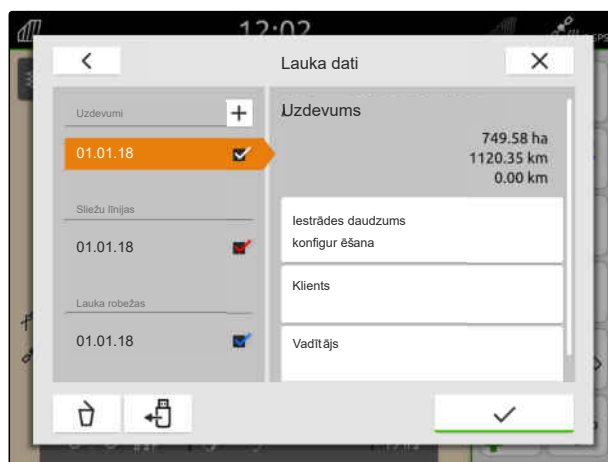 12:02
Lauka dati
Uzdevumi
01.01.18
Sliežu līnijas
01.01.18
Lauka robežas
01.01.18
Uzdevums
749.58 ha
1120.35 km
0.00 km
Iestrādes daudzums
konfigur ēšana
Klients
Vadītājs